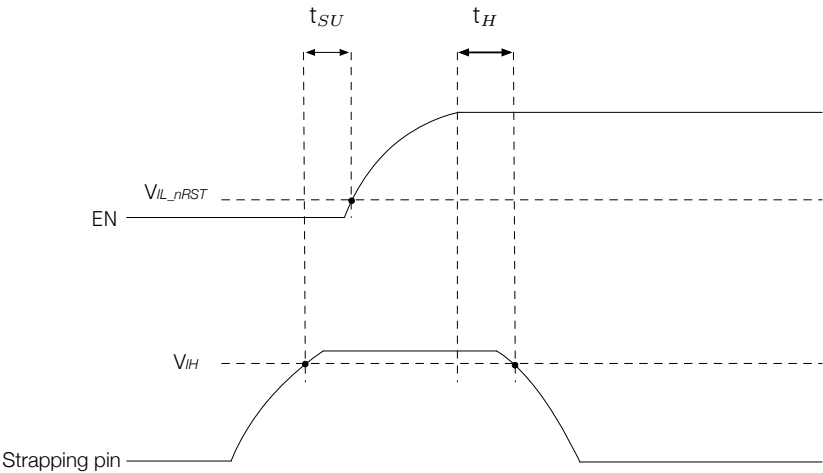 tSU tH
VIL_nRST
EN
VIH
Strapping pin